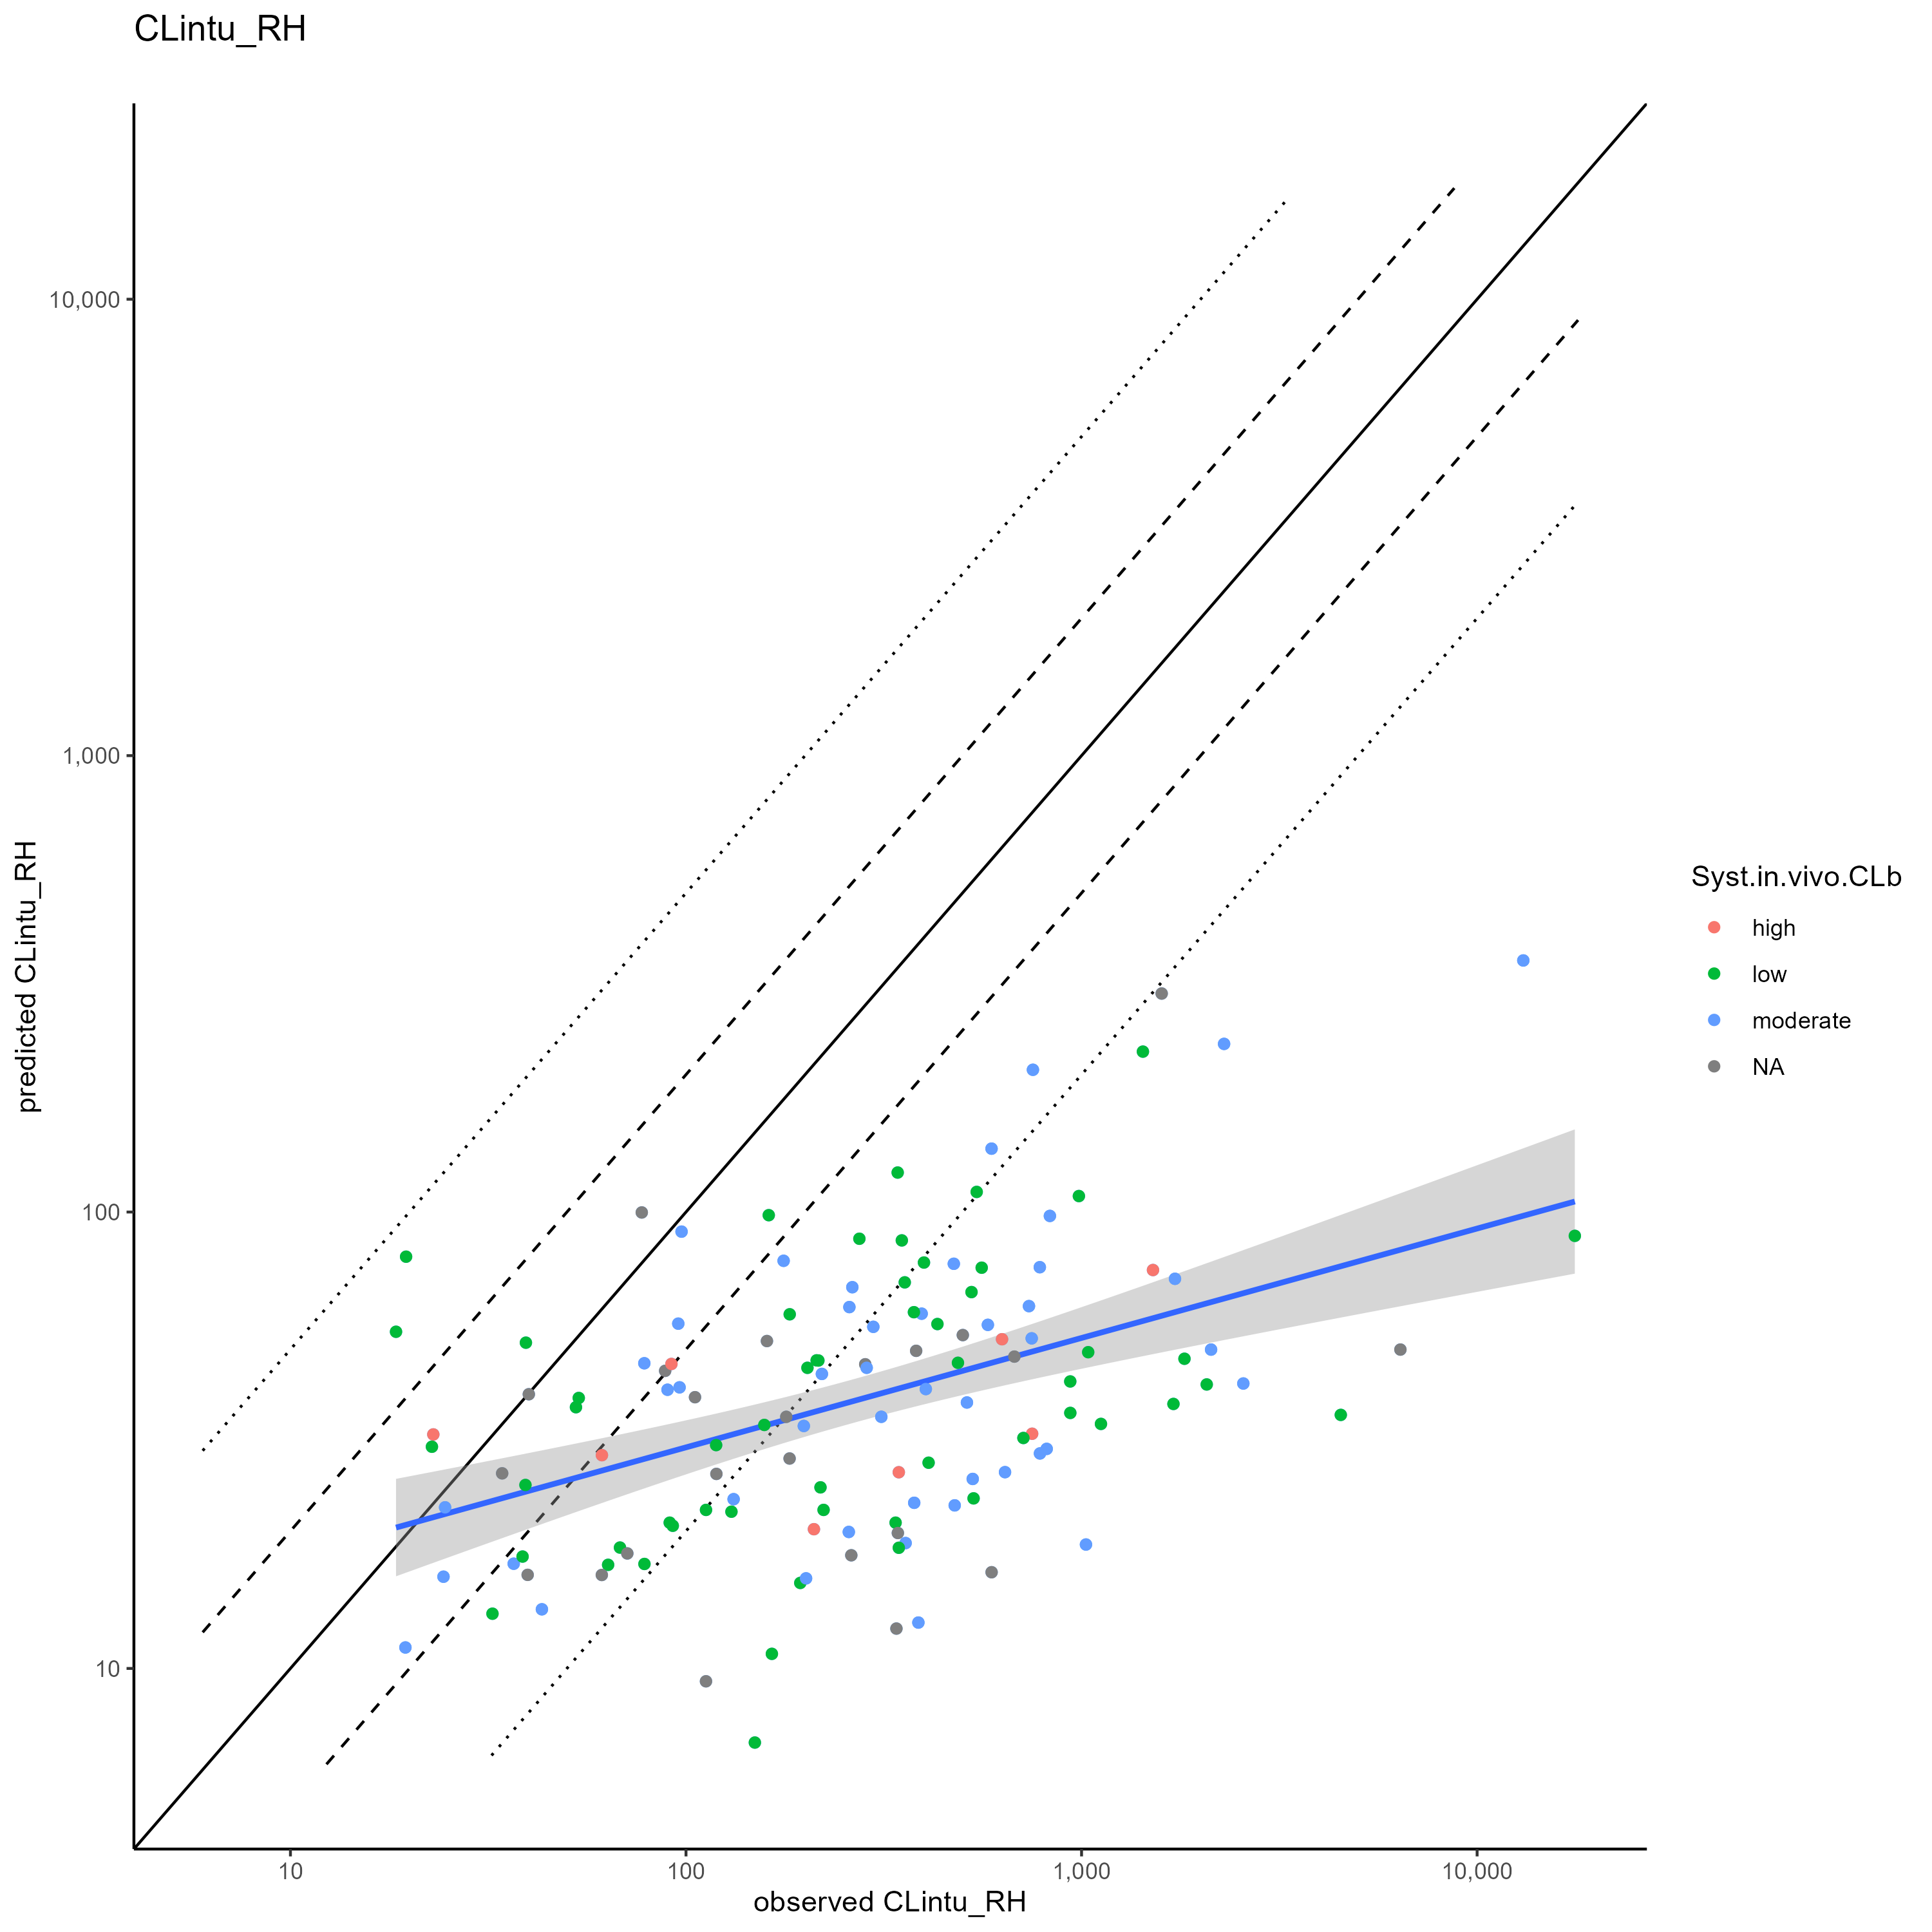 CLintu_RH
10,000
1,000
100
10
predicted CLintu_RH
10
100
1,000
10,000
observed CLintu_RH
Syst.in.vivo.CLb
high
low
moderate
NA